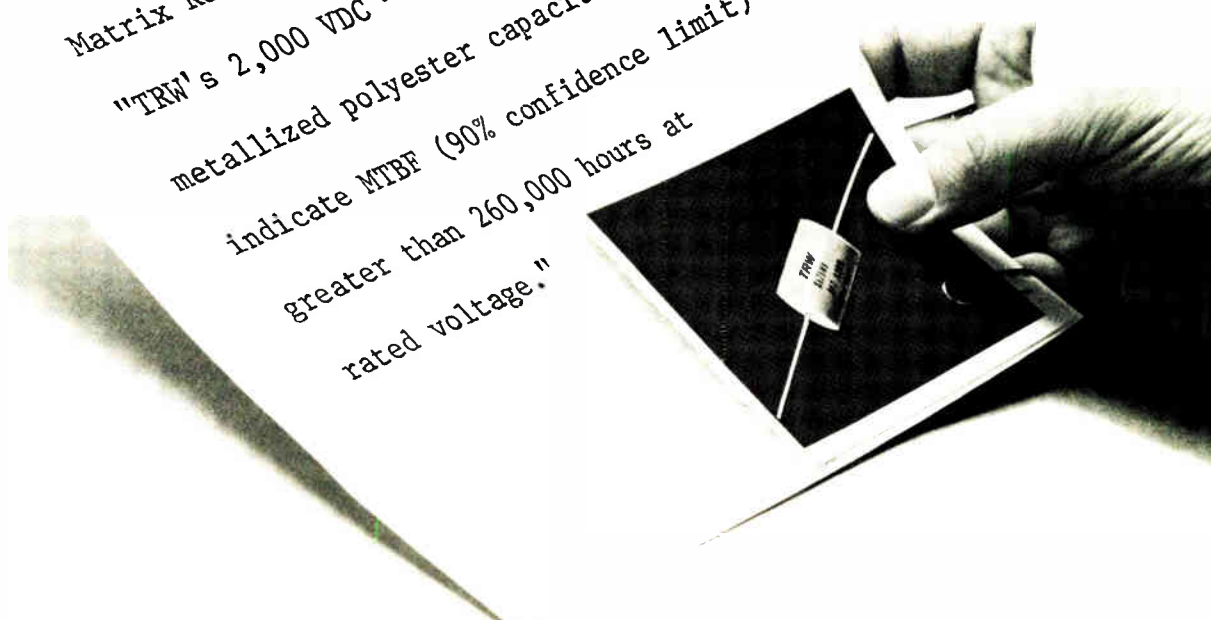 Matrix
"TRW's 2,000 VDC
metallized polyester
indicate MTBF (90% confidence limit)
greater than 260,000 hours at
rated voltage."
TRW